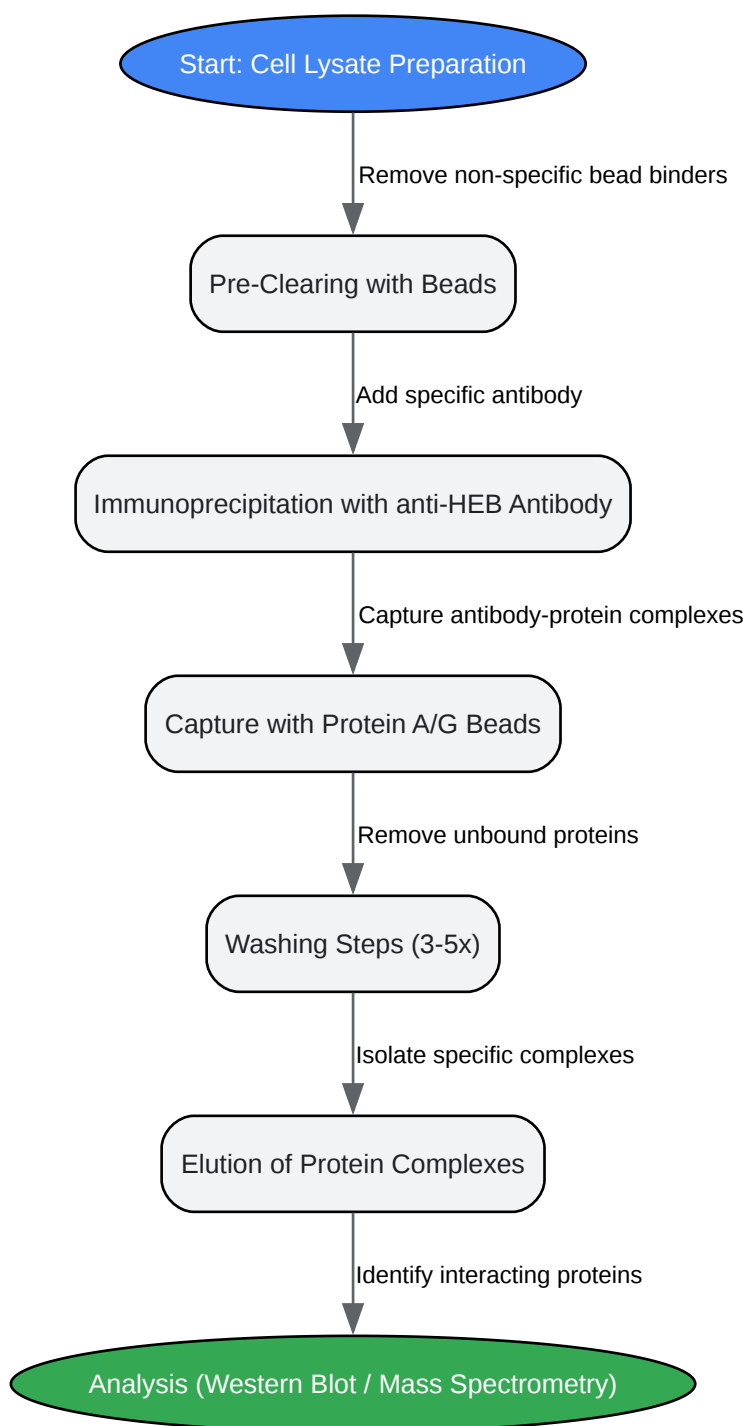 Start: Cell Lysate Preparation
Remove non-specific bead binders
Pre-Clearing with Beads
Add specific antibody
Immunoprecipitation with anti-HEB Antibody
Capture antibody-protein complexes
Capture with Protein A/G Beads
Remove unbound proteins
Washing Steps (3-5x)
Isolate specific complexes
Elution of Protein Complexes
Identify interacting proteins
Analysis (Western Blot / Mass Spectrometry)